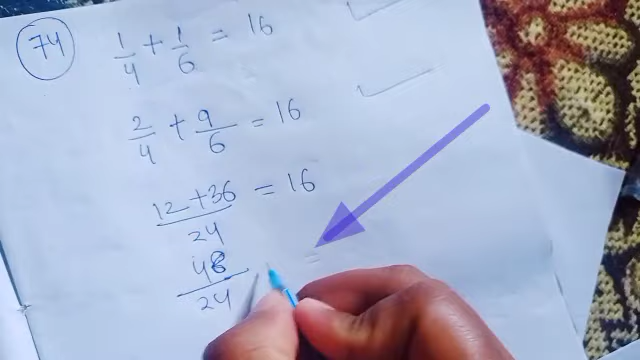 74
1/4 + 1/6 = 16
2/4 + 9/6 = 16
12+36/24 = 16
48/24 =